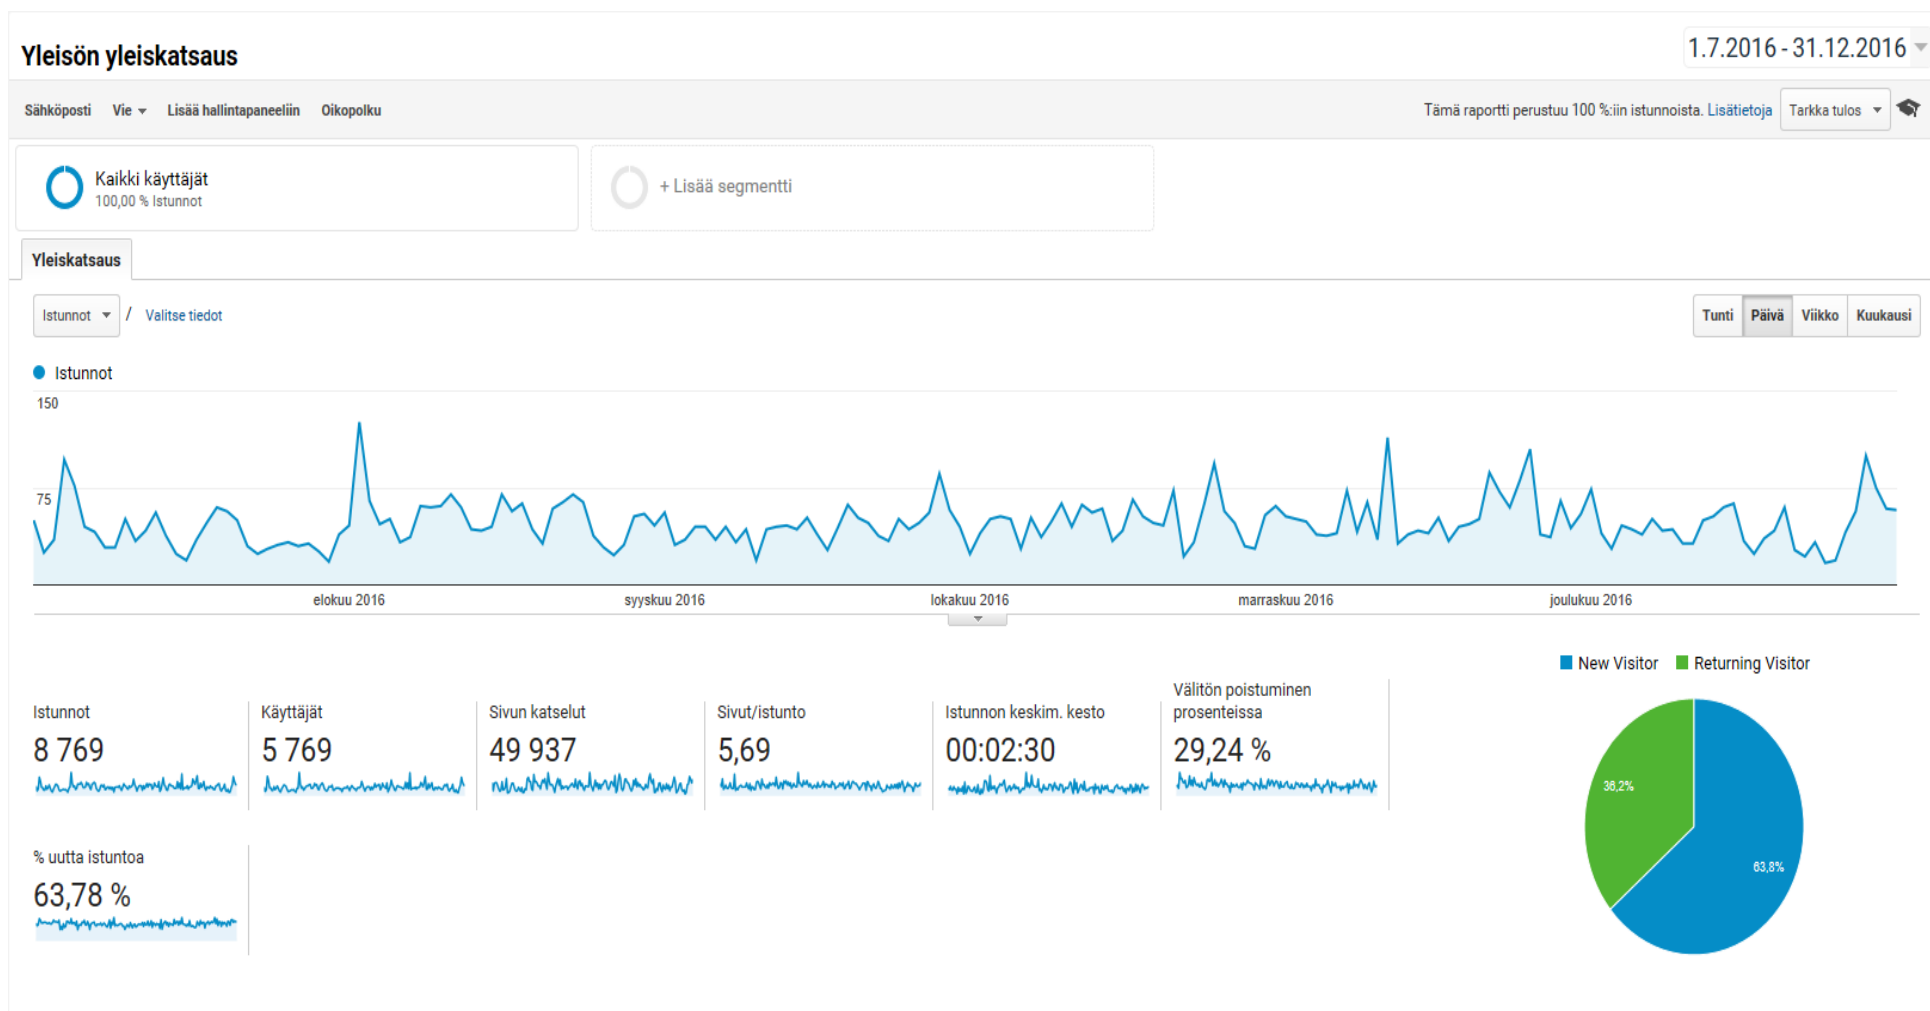 Yleisön yleiskatsaus
1.7.2016 - 31.12.2016
Sähköposti Vie Lisää hallintapaneeliin Oikopolku
Tämä raportti perustuu 100 %:iin istunnoista. Lisätietoja Tarkka tulos
Kaikki käyttäjät
100,00 % Istunnot
+ Lisää segmentti
Yleiskatsaus
Istunnot / Valitse tiedot
Tunti Päivä Viikko Kuukausi
Istunnot
150
75
elokuu 2016 syyskuu 2016 lokakuu 2016 marraskuu 2016 joulukuu 2016
Istunnot
8 769
Käyttäjät
5 769
Sivun katselut
49 937
Sivut/istunto
5,69
Istunnon keskim. kesto
00:02:30
Välitön poistuminen
prosenteissa
29,24 %
% uutta istuntoa
63,78 %
New Visitor Returning Visitor
36,2%
63,8%